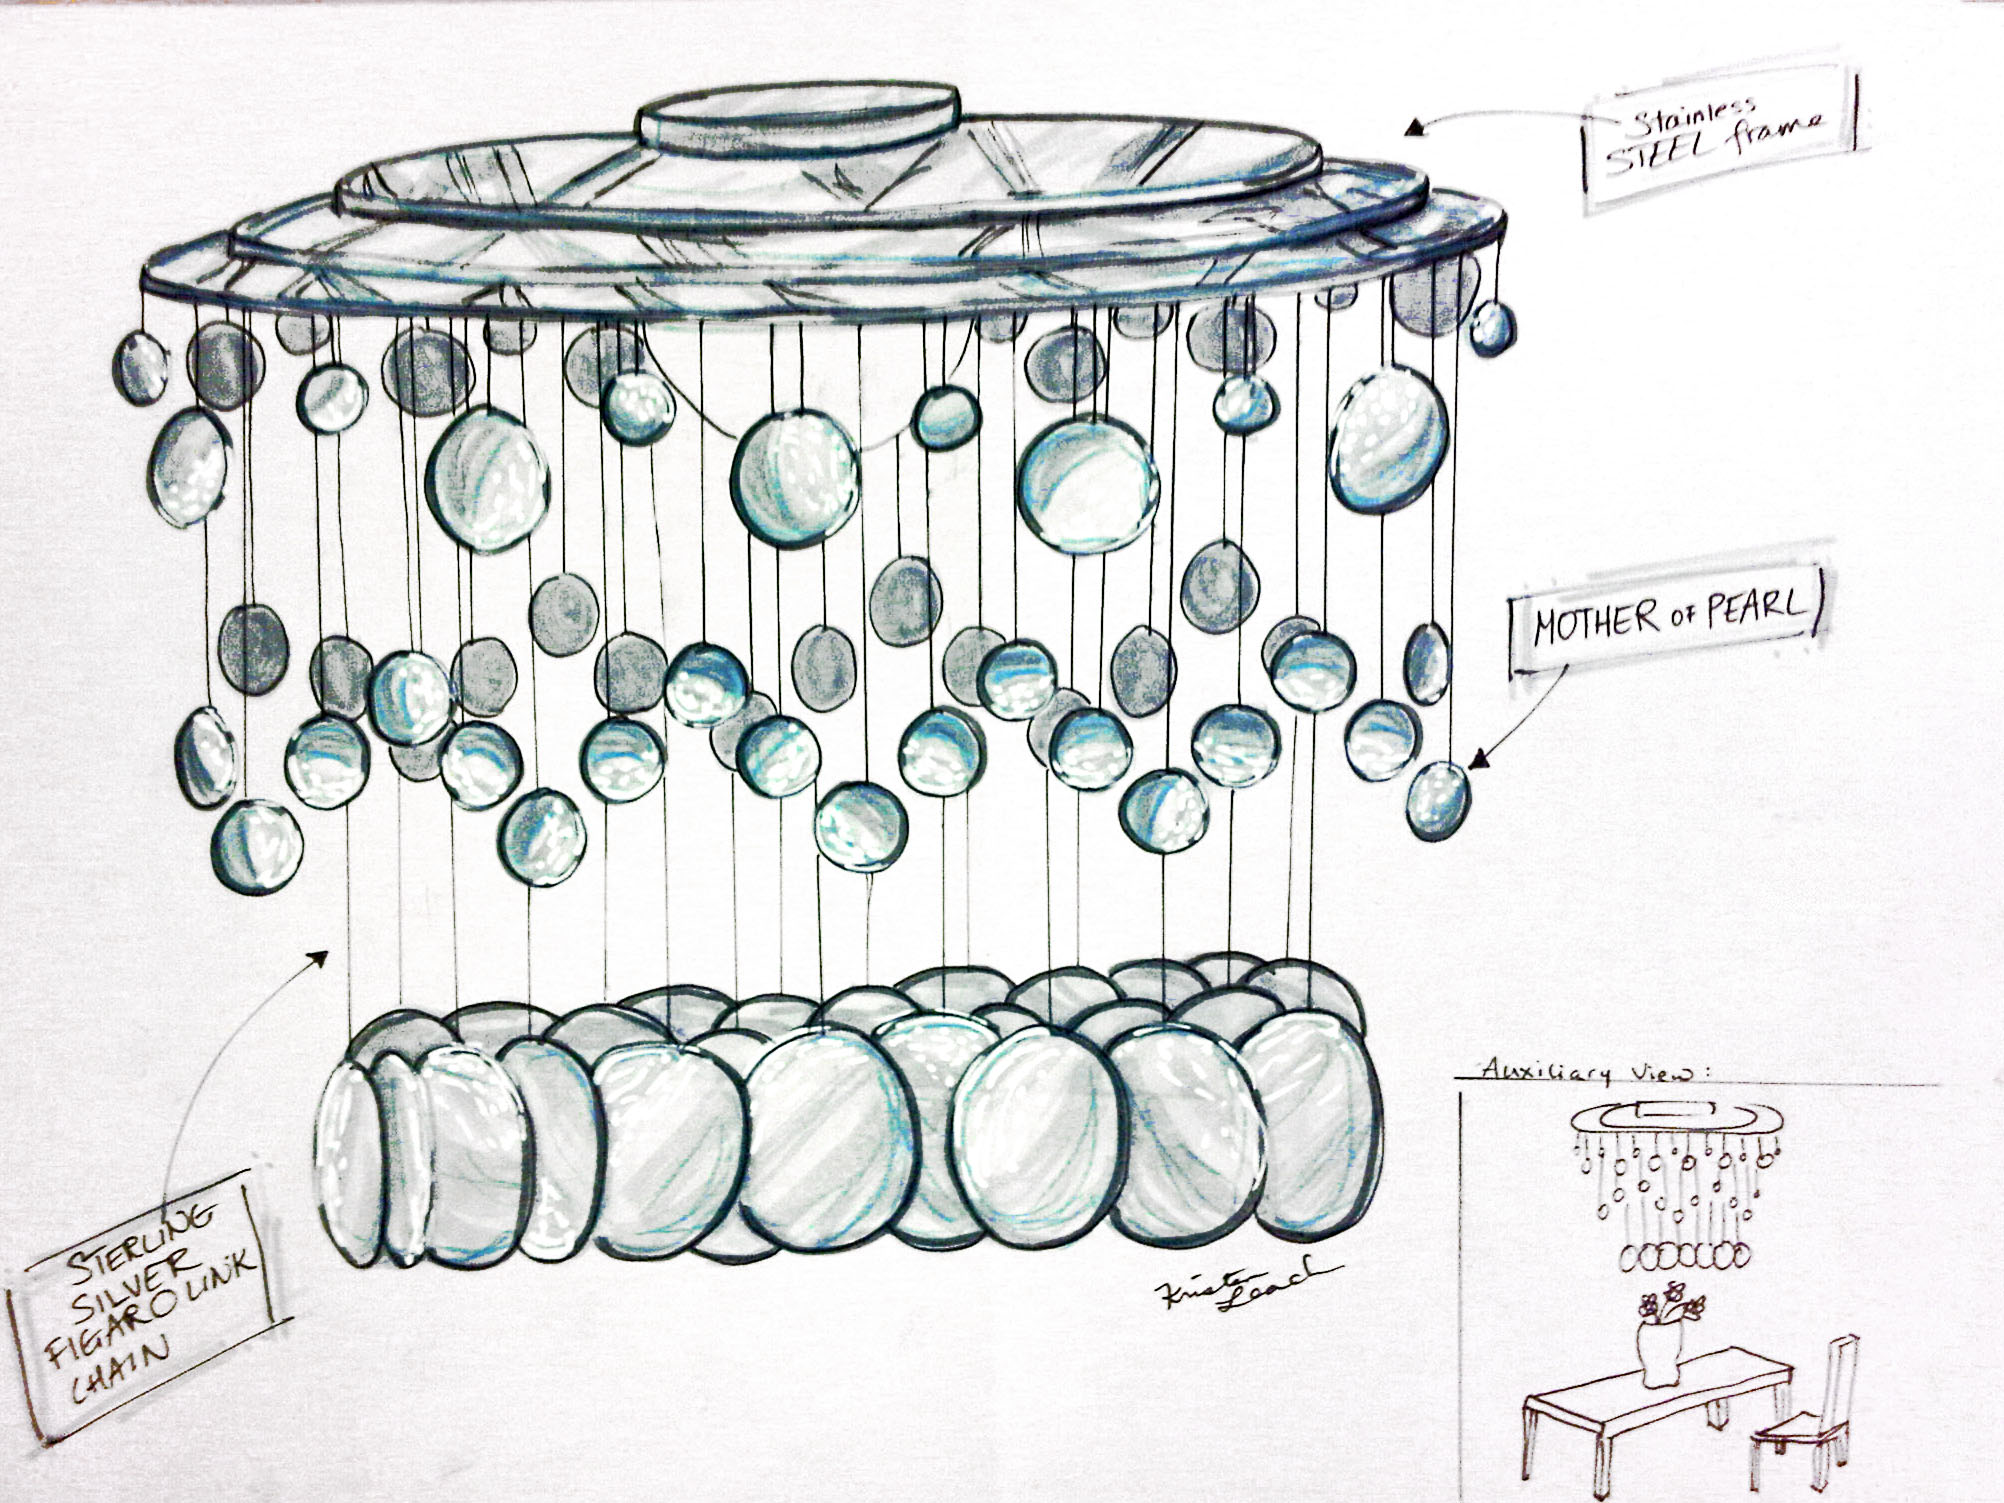 Stainless
STEEL frame
MOTHER OF PEARL
STERLING
SILVER
FIGARO LINK
CHAIN
Kristen
Leach
Auxiliary View: